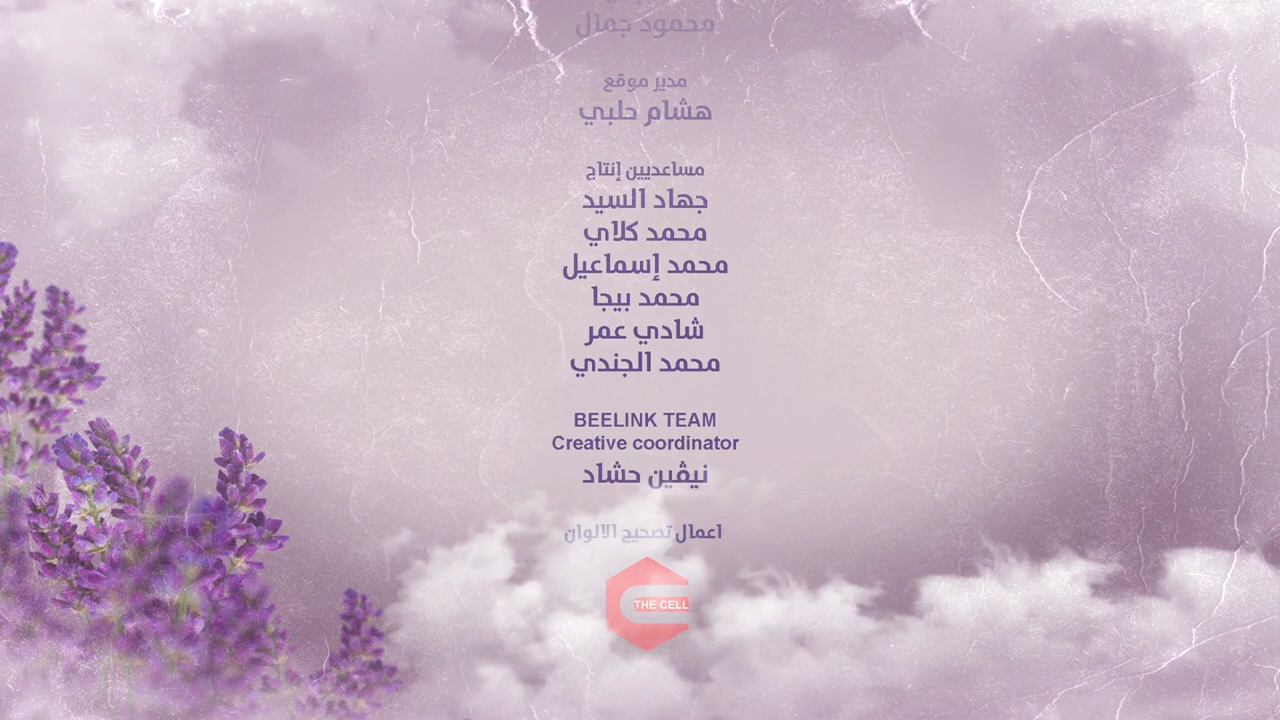 محمود جمال
مدير موقع
هشام حلبي
مساعديين إنتاج
جهاد السيد
محمد كلاي
محمد إسماعيل
محمد بيجا
شادي عمر
محمد الجندي
BEELINK TEAM
Creative coordinator
نيڤين حشاد
اعمال تصحيح الالوان
THE CELL